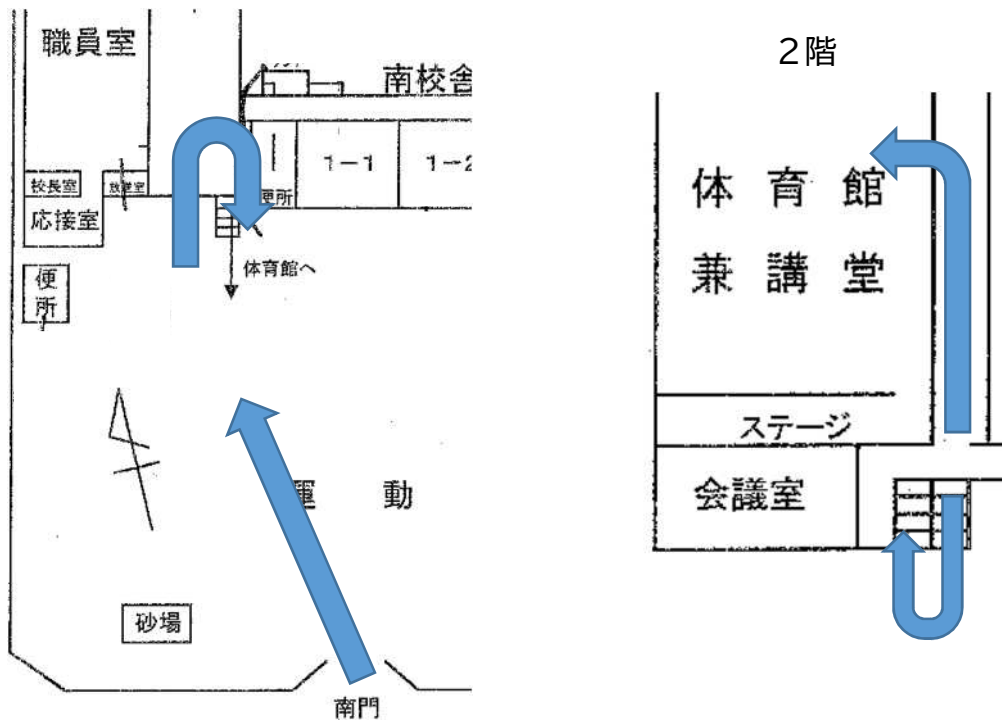 職員室
南校舎
1-1
1-2
校長室
放送室
便所
応接室
体育館へ
便
所
運動
砂場
南門
2階
体育館
兼講堂
ステージ
会議室